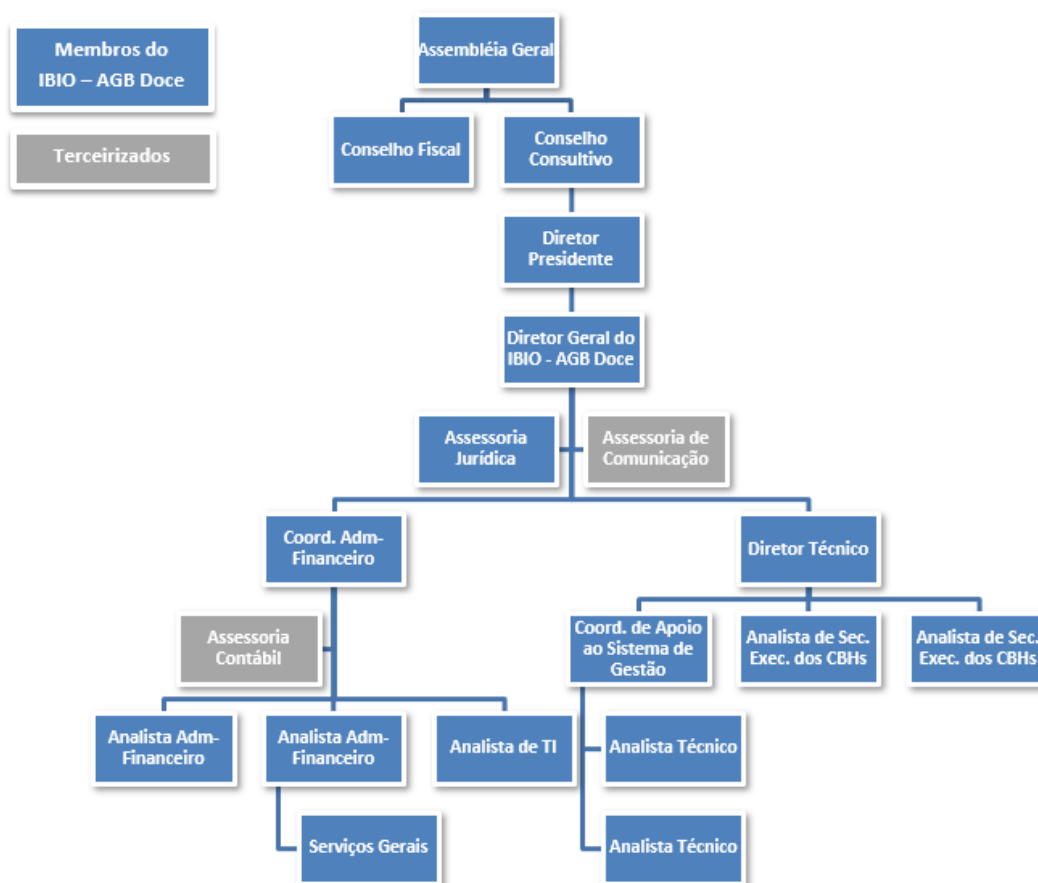 Membros do
IBIO – AGB Doce
Terceirizados
Assembléia Geral
Conselho Fiscal
Conselho
Consultivo
Diretor
Presidente
Diretor Geral do
IBIO - AGB Doce
Assessoria
Jurídica
Assessoria de
Comunicação
Coord. Adm-
Financeiro
Diretor Técnico
Assessoria
Contábil
Coord. de Apoio
ao Sistema de
Gestão
Analista de Sec.
Exec. dos CBHs
Analista de Sec.
Exec. dos CBHs
Analista Adm-
Financeiro
Analista Adm-
Financeiro
Analista de TI
Analista Técnico
Serviços Gerais
Analista Técnico